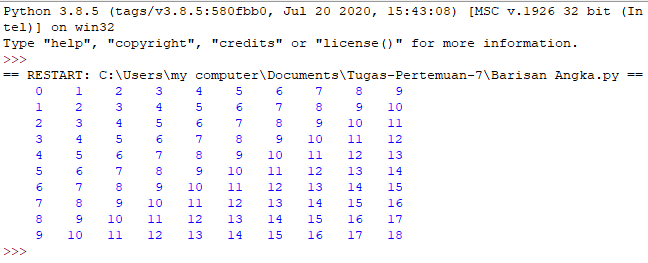 Python 3.8.5 (tags/v3.8.5:580fbb0, Jul 20 2020, 15:43:08) [MSC v.1926 32 bit (In
tel)] on win32
Type "help", "copyright", "credits" or "license()" for more information.
>>>
== RESTART: C:\Users\my computer\Documents\Tugas-Pertemuan-7\Barisan Angka.py ==
0 1 2 3 4 5 6 7 8 9
1 2 3 4 5 6 7 8 9 10
2 3 4 5 6 7 8 9 10 11
3 4 5 6 7 8 9 10 11 12
4 5 6 7 8 9 10 11 12 13
5 6 7 8 9 10 11 12 13 14
6 7 8 9 10 11 12 13 14 15
7 8 9 10 11 12 13 14 15 16
8 9 10 11 12 13 14 15 16 17
9 10 11 12 13 14 15 16 17 18
>>>